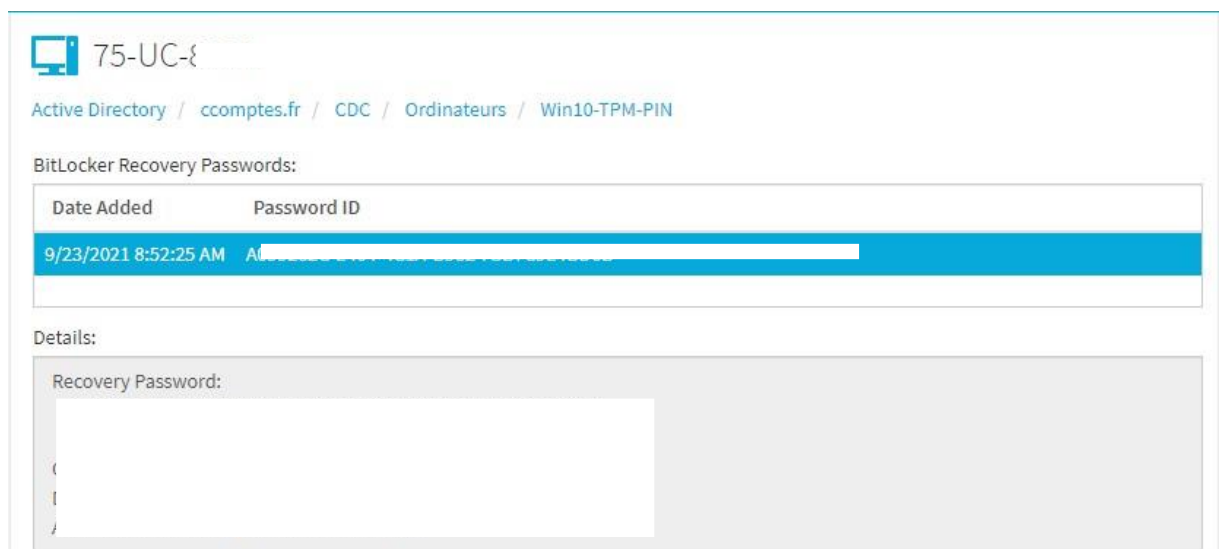 75-UC-8
Active Directory / ccomptes.fr / CDC / Ordinateurs / Win10-TPM-PIN
BitLocker Recovery Passwords:
Date Added Password ID
9/23/2021 8:52:25 AM
Details:
Recovery Password: